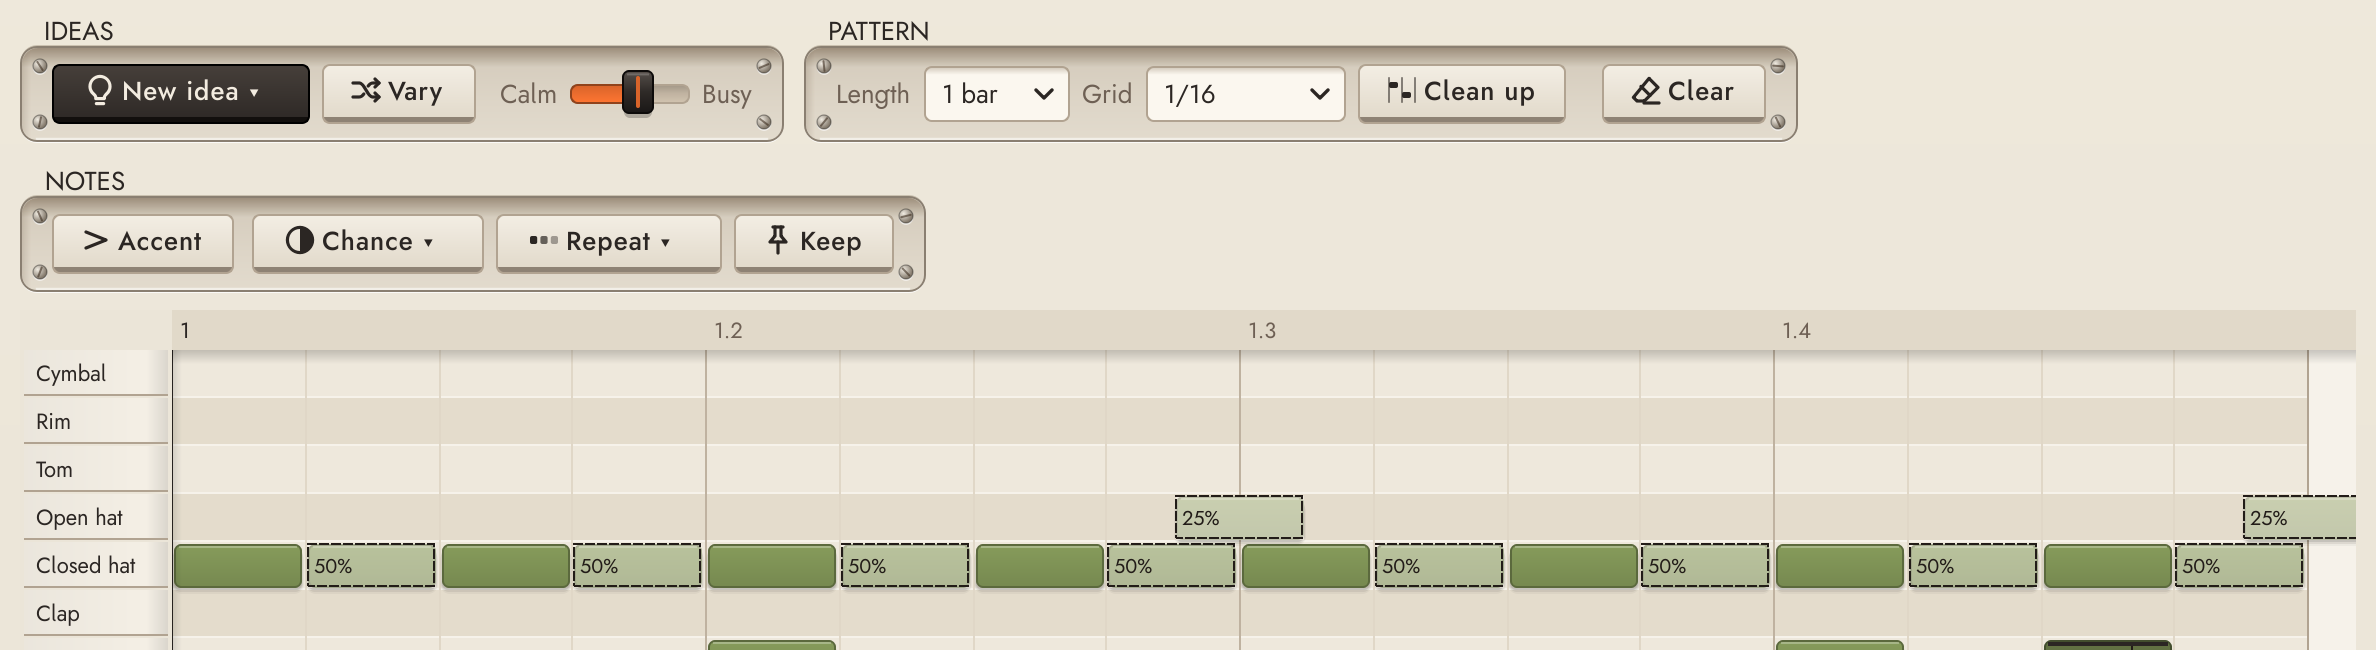 IDEAS
New idea ▾
Vary
Calm
Busy
PATTERN
Length
1 bar
Grid
1/16
Clean up
Clear
NOTES
> Accent
Chance ▾
Repeat ▾
Keep
1
1.2
1.3
1.4
Cymbal
Rim
Tom
Open hat
25%
25%
Closed hat
50%
50%
50%
50%
50%
50%
50%
50%
Clap